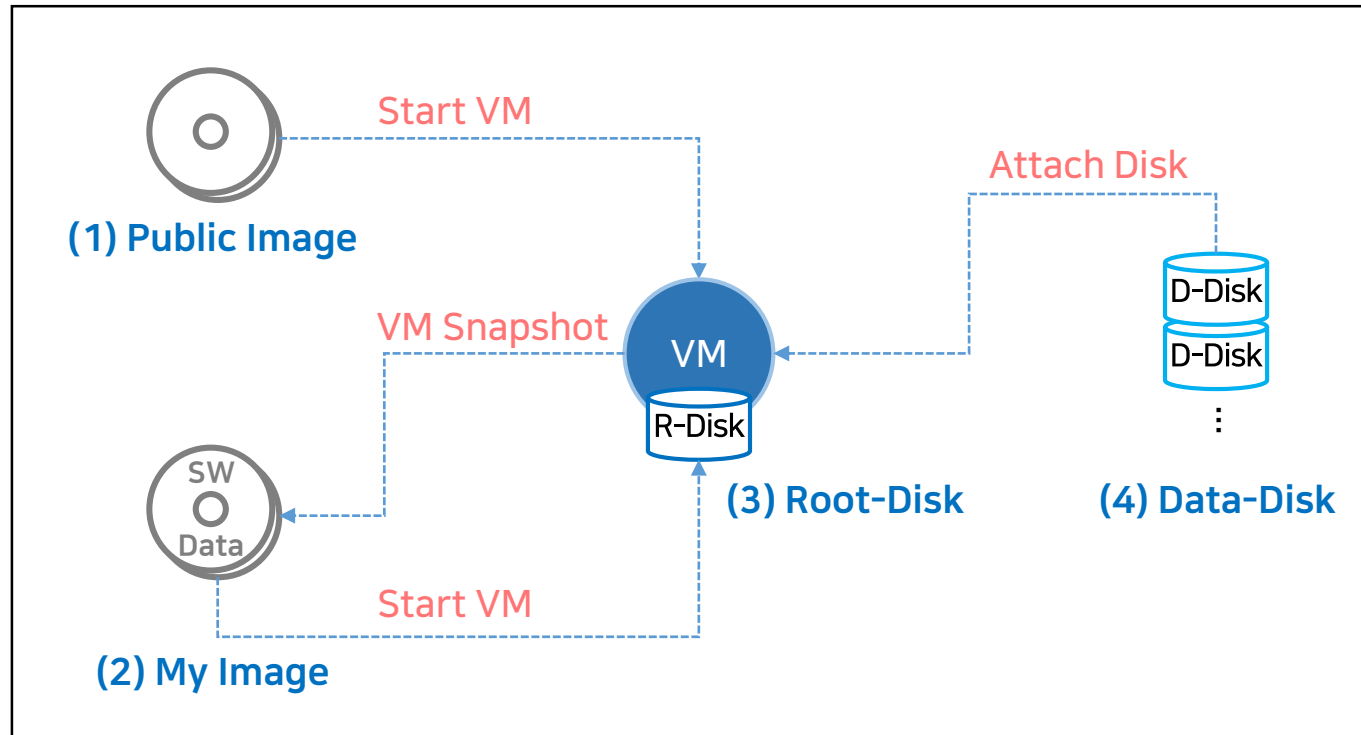 Start VM
(1) Public Image
Attach Disk
D-Disk
D-Disk
⋮
(4) Data-Disk
VM Snapshot
VM
R-Disk
(3) Root-Disk
SW
Data
Start VM
(2) My Image